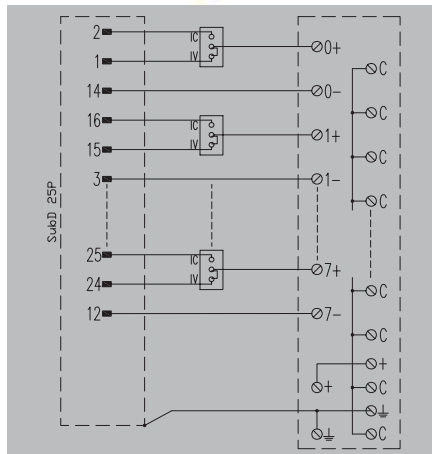 2 IC 0+
1 IV C
14 0- C
16 IC 1+
15 IV C
3 1- C
SubD 25P
25 IC 7+
24 IV C
12 7- C
+
+ C
⏚
⏚ C